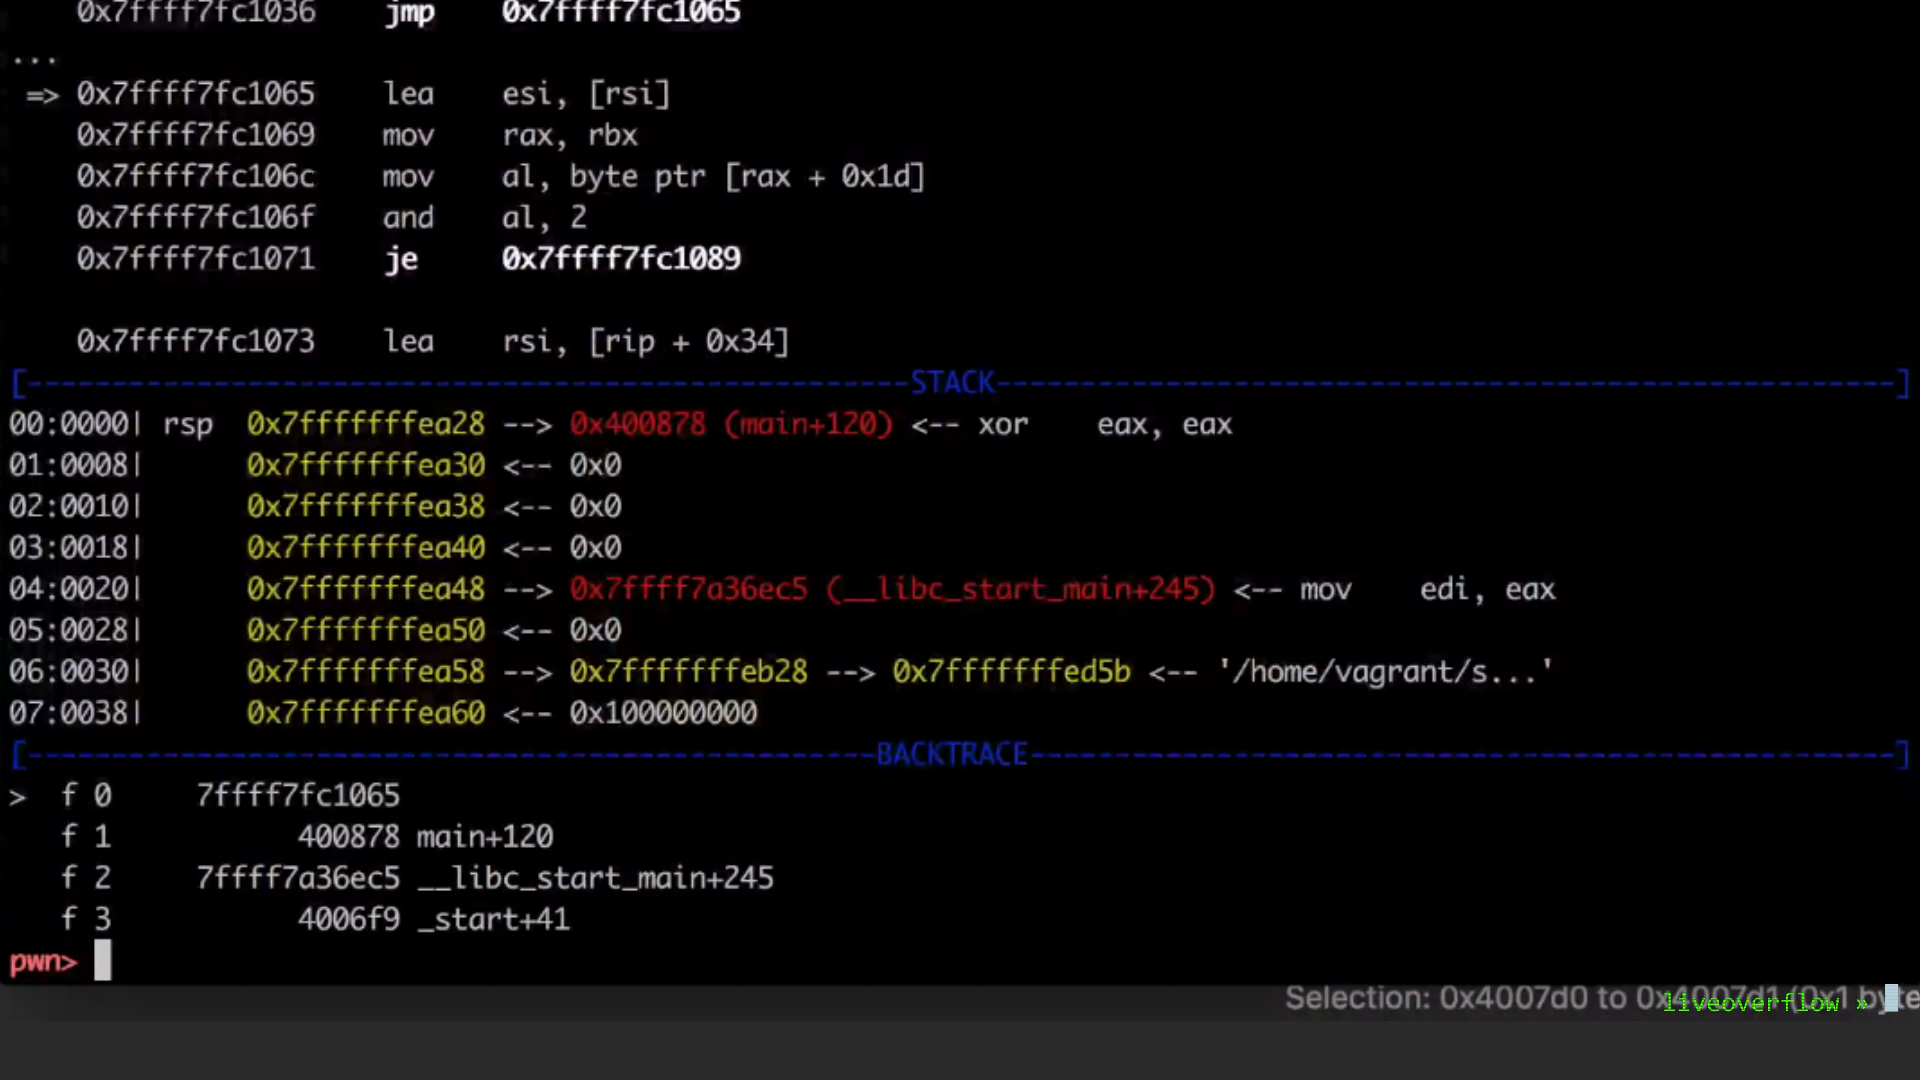 0x7ffff7fc1036    jmp    0x7ffff7fc1065
...
=> 0x7ffff7fc1065    lea    esi, [rsi]
0x7ffff7fc1069    mov    rax, rbx
0x7ffff7fc106c    mov    al, byte ptr [rax + 0x1d]
0x7ffff7fc106f    and    al, 2
0x7ffff7fc1071    je     0x7ffff7fc1089
0x7ffff7fc1073    lea    rsi, [rip + 0x34]
[----------------------------------------------------STACK------------------------------------------------------]
00:0000| rsp  0x7fffffffea28 --> 0x400878 (main+120) <-- xor    eax, eax
01:0008|      0x7fffffffea30 <-- 0x0
02:0010|      0x7fffffffea38 <-- 0x0
03:0018|      0x7fffffffea40 <-- 0x0
04:0020|      0x7fffffffea48 --> 0x7ffff7a36ec5 (__libc_start_main+245) <-- mov    edi, eax
05:0028|      0x7fffffffea50 <-- 0x0
06:0030|      0x7fffffffea58 --> 0x7fffffffeb28 --> 0x7fffffffed5b <-- '/home/vagrant/s...'
07:0038|      0x7fffffffea60 <-- 0x100000000
[--------------------------------------------------BACKTRACE----------------------------------------------------]
>  f 0     7ffff7fc1065
   f 1           400878 main+120
   f 2     7ffff7a36ec5 __libc_start_main+245
   f 3           4006f9 _start+41
pwn>
Selection: 0x4007d0 to 0x4007d1 (0x1 byte
liveoverflow »